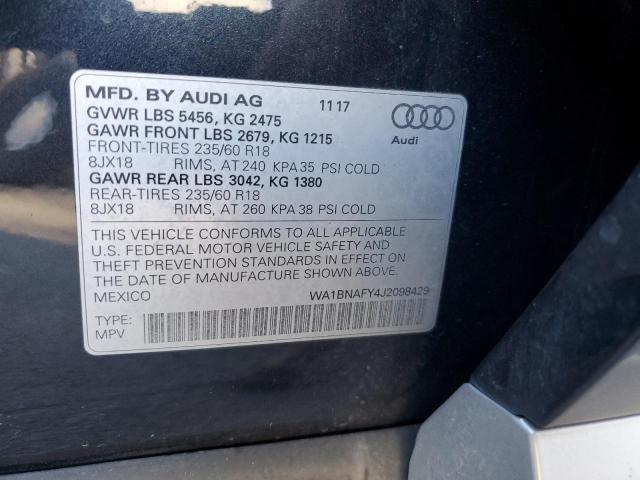 MFD. BY AUDI AG 11 17
GVWR LBS 5456, KG 2475
GAWR FRONT LBS 2679, KG 1215
FRONT-TIRES 235/60 R18
8JX18 RIMS, AT 240 KPA 35 PSI COLD
GAWR REAR LBS 3042, KG 1380
REAR-TIRES 235/60 R18
8JX18 RIMS, AT 260 KPA 38 PSI COLD
Audi
THIS VEHICLE CONFORMS TO ALL APPLICABLE
U.S. FEDERAL MOTOR VEHICLE SAFETY AND
THEFT PREVENTION STANDARDS IN EFFECT ON
THE DATE OF MANUFACTURE SHOWN ABOVE.
MEXICO WA1BNAFY4J2098429
TYPE:
MPV